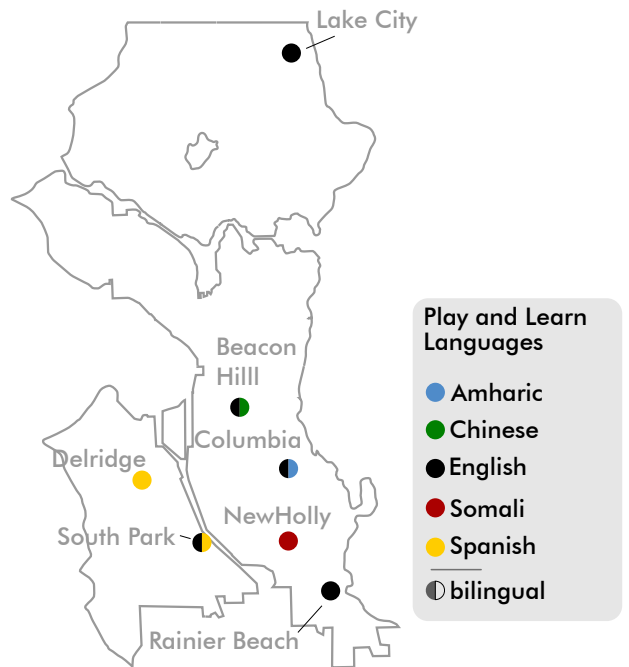 Lake City
Beacon
Hilll
Columbia
Delridge
NewHolly
South Park
Rainier Beach
Play and Learn
Languages
Amharic
Chinese
English
Somali
Spanish
bilingual